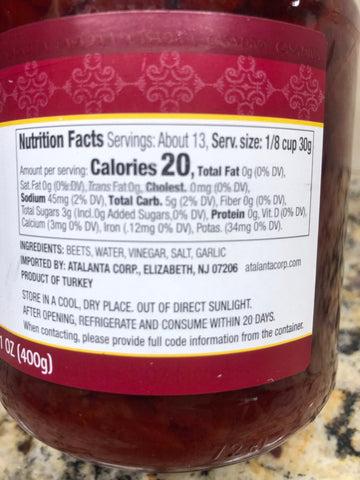 Nutrition Facts Servings: About 13, Serv. size: 1/8 cup 30g
Amount per serving: Calories 20, Total Fat 0g (0% DV),
Sat. Fat 0g (0% DV), Trans Fat 0g, Cholest. 0mg (0% DV),
Sodium 45mg (2% DV), Total Carb. 5g (2% DV), Fiber 0g (0% DV),
Total Sugars 3g (Incl.0g Added Sugars,0% DV), Protein 0g, Vit. D (0% DV),
Calcium (3mg 0% DV), Iron (.12mg 0% DV), Potas. (34mg 0% DV).
INGREDIENTS: BEETS, WATER, VINEGAR, SALT, GARLIC
IMPORTED BY: ATALANTA CORP., ELIZABETH, NJ 07206 atalantacorp.com
PRODUCT OF TURKEY
STORE IN A COOL, DRY PLACE. OUT OF DIRECT SUNLIGHT.
AFTER OPENING, REFRIGERATE AND CONSUME WITHIN 20 DAYS.
When contacting, please provide full code information from the container.
1 OZ (400g)